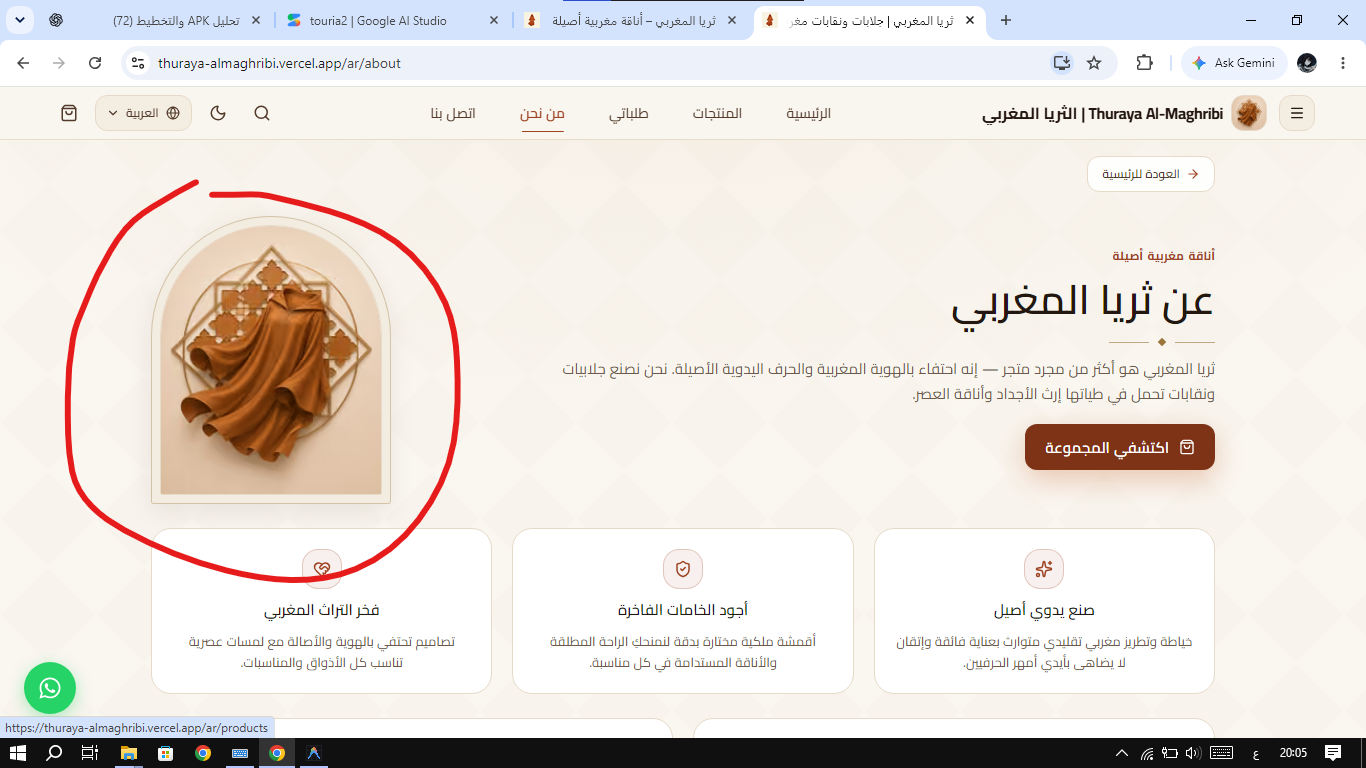 تحليل APK والتخطيط (72)
touria2 | Google AI Studio
ثريا المغربي – أناقة مغربية أصيلة
ثريا المغربي | جلابات ونقابات مغر
thuraya-almaghribi.vercel.app/ar/about
Ask Gemini
Thuraya Al-Maghribi | الثريا المغربي
الرئيسية
المنتجات
طلباتي
من نحن
اتصل بنا
العربية
العودة للرئيسية
أناقة مغربية أصيلة
عن ثريا المغربي
ثريا المغربي هو أكثر من مجرد متجر — إنه احتفاء بالهوية المغربية والحرف اليدوية الأصيلة. نحن نصنع جلابيات
ونقابات تحمل في طياتها إرث الأجداد وأناقة العصر.
اكتشفي المجموعة
صنع يدوي أصيل
خياطة وتطريز مغربي تقليدي متوارث بعناية فائقة وإتقان
لا يضاهى بأيدي أمهر الحرفيين.
أجود الخامات الفاخرة
أقمشة ملكية مختارة بدقة لنمنحكِ الراحة المطلقة
والأناقة المستدامة في كل مناسبة.
فخر التراث المغربي
تصاميم تحتفي بالهوية والأصالة مع لمسات عصرية
تناسب كل الأذواق والمناسبات.
https://thuraya-almaghribi.vercel.app/ar/products
ع
20:05